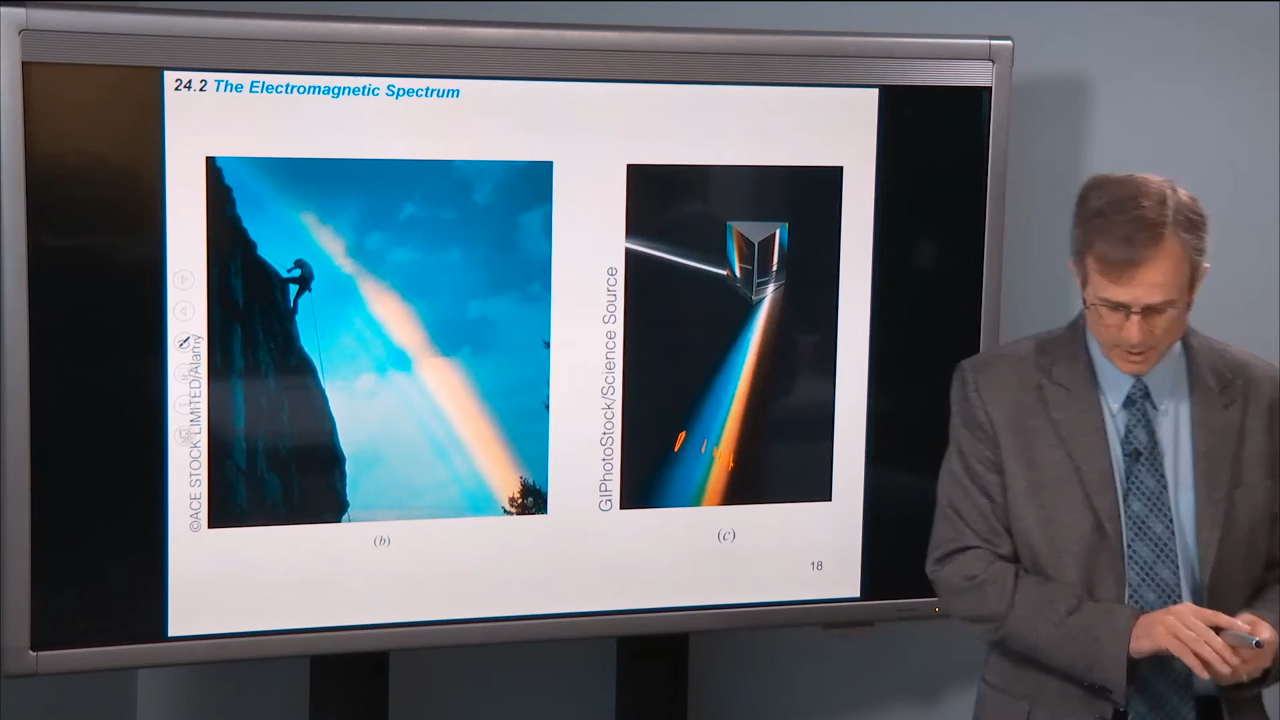 24.2 The Electromagnetic Spectrum
©ACE STOCK LIMITED/Alamy
GIPhotoStock/Science Source
(b)
(c)
18